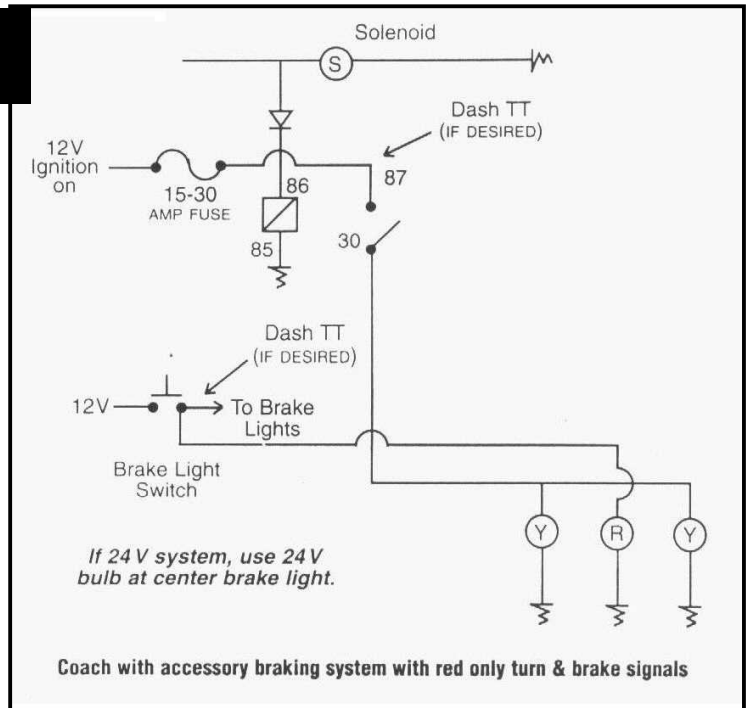 Solenoid
S
Dash TT
(IF DESIRED)
12V
Ignition
on
87
15-30
AMP FUSE
86
30
85
Dash TT
(IF DESIRED)
12V
To Brake
Lights
Brake Light
Switch
Y
R
Y
If 24V system, use 24V
bulb at center brake light.
Coach with accessory braking system with red only turn & brake signals